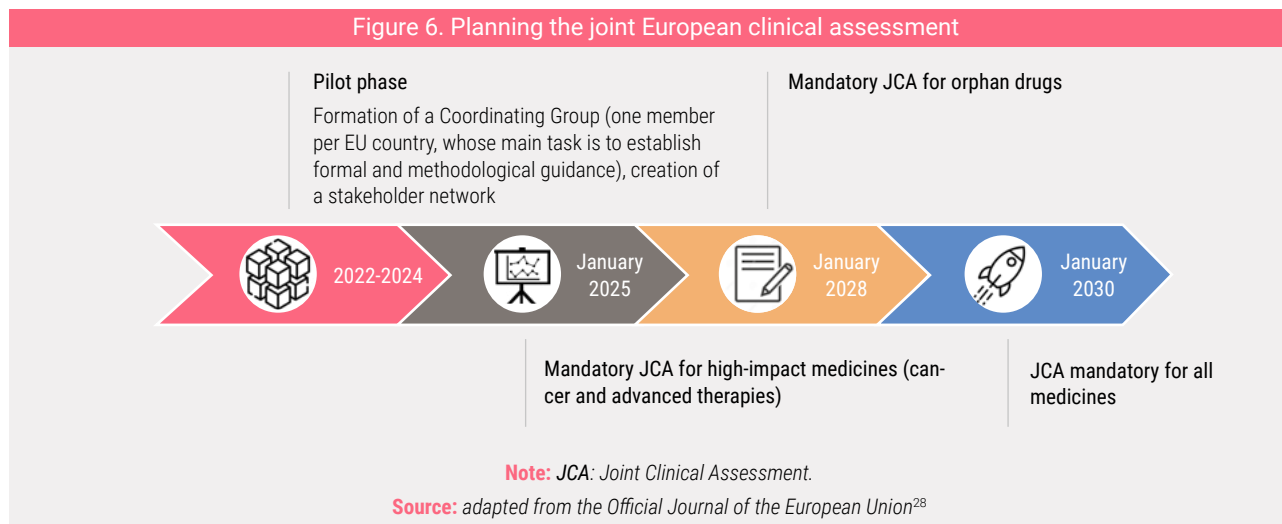 Figure 6. Planning the joint European clinical assessment
Pilot phase
Formation of a Coordinating Group (one member
per EU country, whose main task is to establish
formal and methodological guidance), creation of
a stakeholder network
Mandatory JCA for orphan drugs
2022-2024
January
2025
January
2028
January
2030
Mandatory JCA for high-impact medicines (can-
cer and advanced therapies)
JCA mandatory for all
medicines
Note: JCA: Joint Clinical Assessment.
Source: adapted from the Official Journal of the European Union²⁸